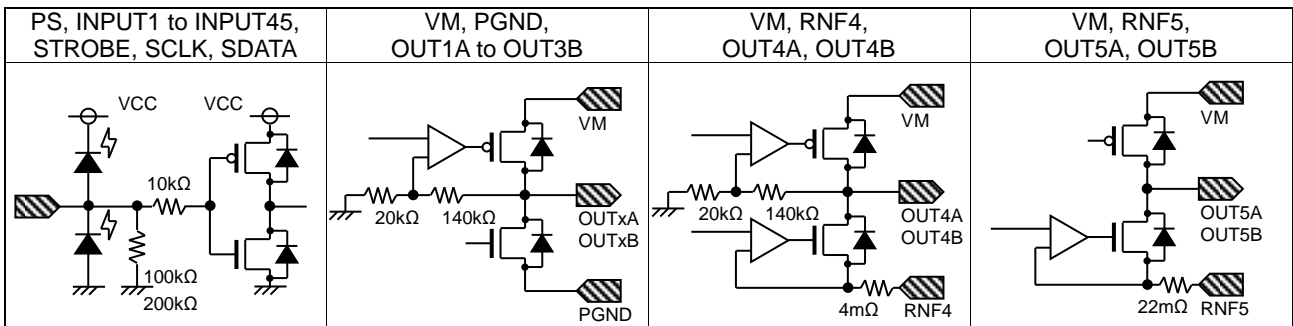 PS, INPUT1 to INPUT45,
STROBE, SCLK, SDATA
VM, PGND,
OUT1A to OUT3B
VM, RNF4,
OUT4A, OUT4B
VM, RNF5,
OUT5A, OUT5B
VCC VCC
10kΩ
100kΩ
200kΩ
VM
20kΩ 140kΩ
OUTxA
OUTxB
PGND
VM
20kΩ 140kΩ
OUT4A
OUT4B
4mΩ RNF4
VM
OUT5A
OUT5B
22mΩ RNF5